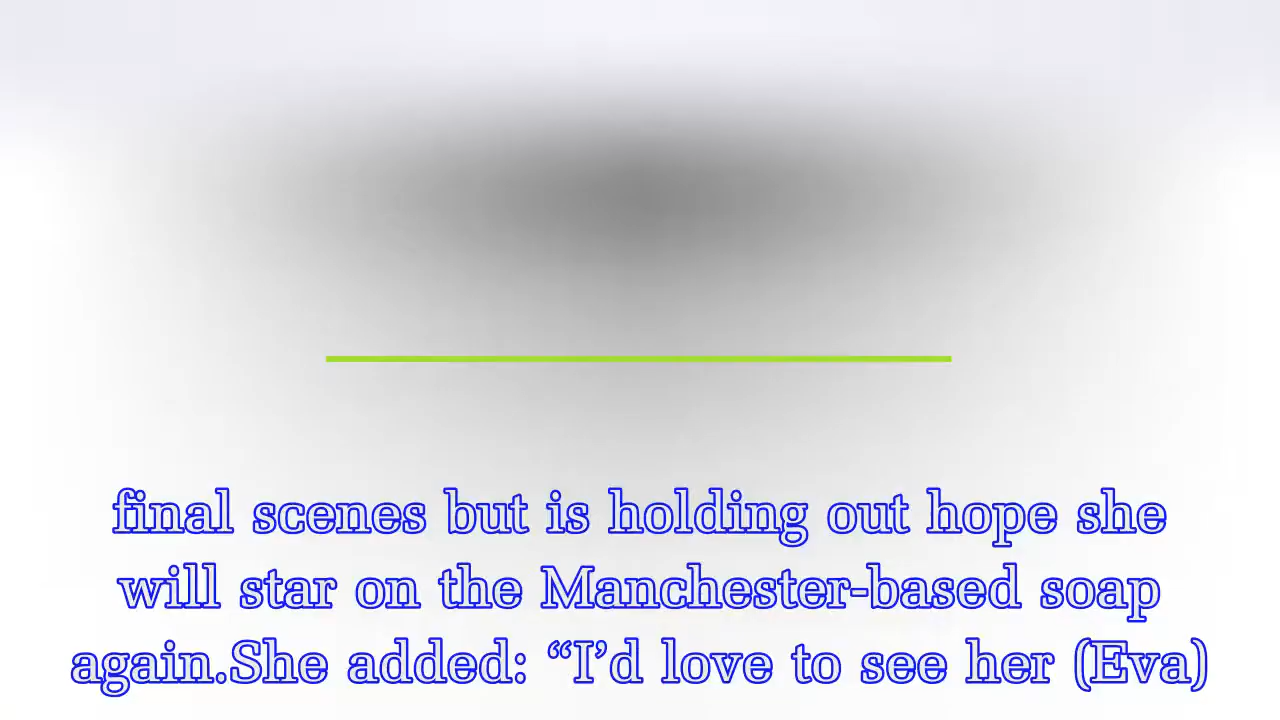 final scenes but is holding out hope she
will star on the Manchester-based soap
again.She added: “I’d love to see her (Eva)